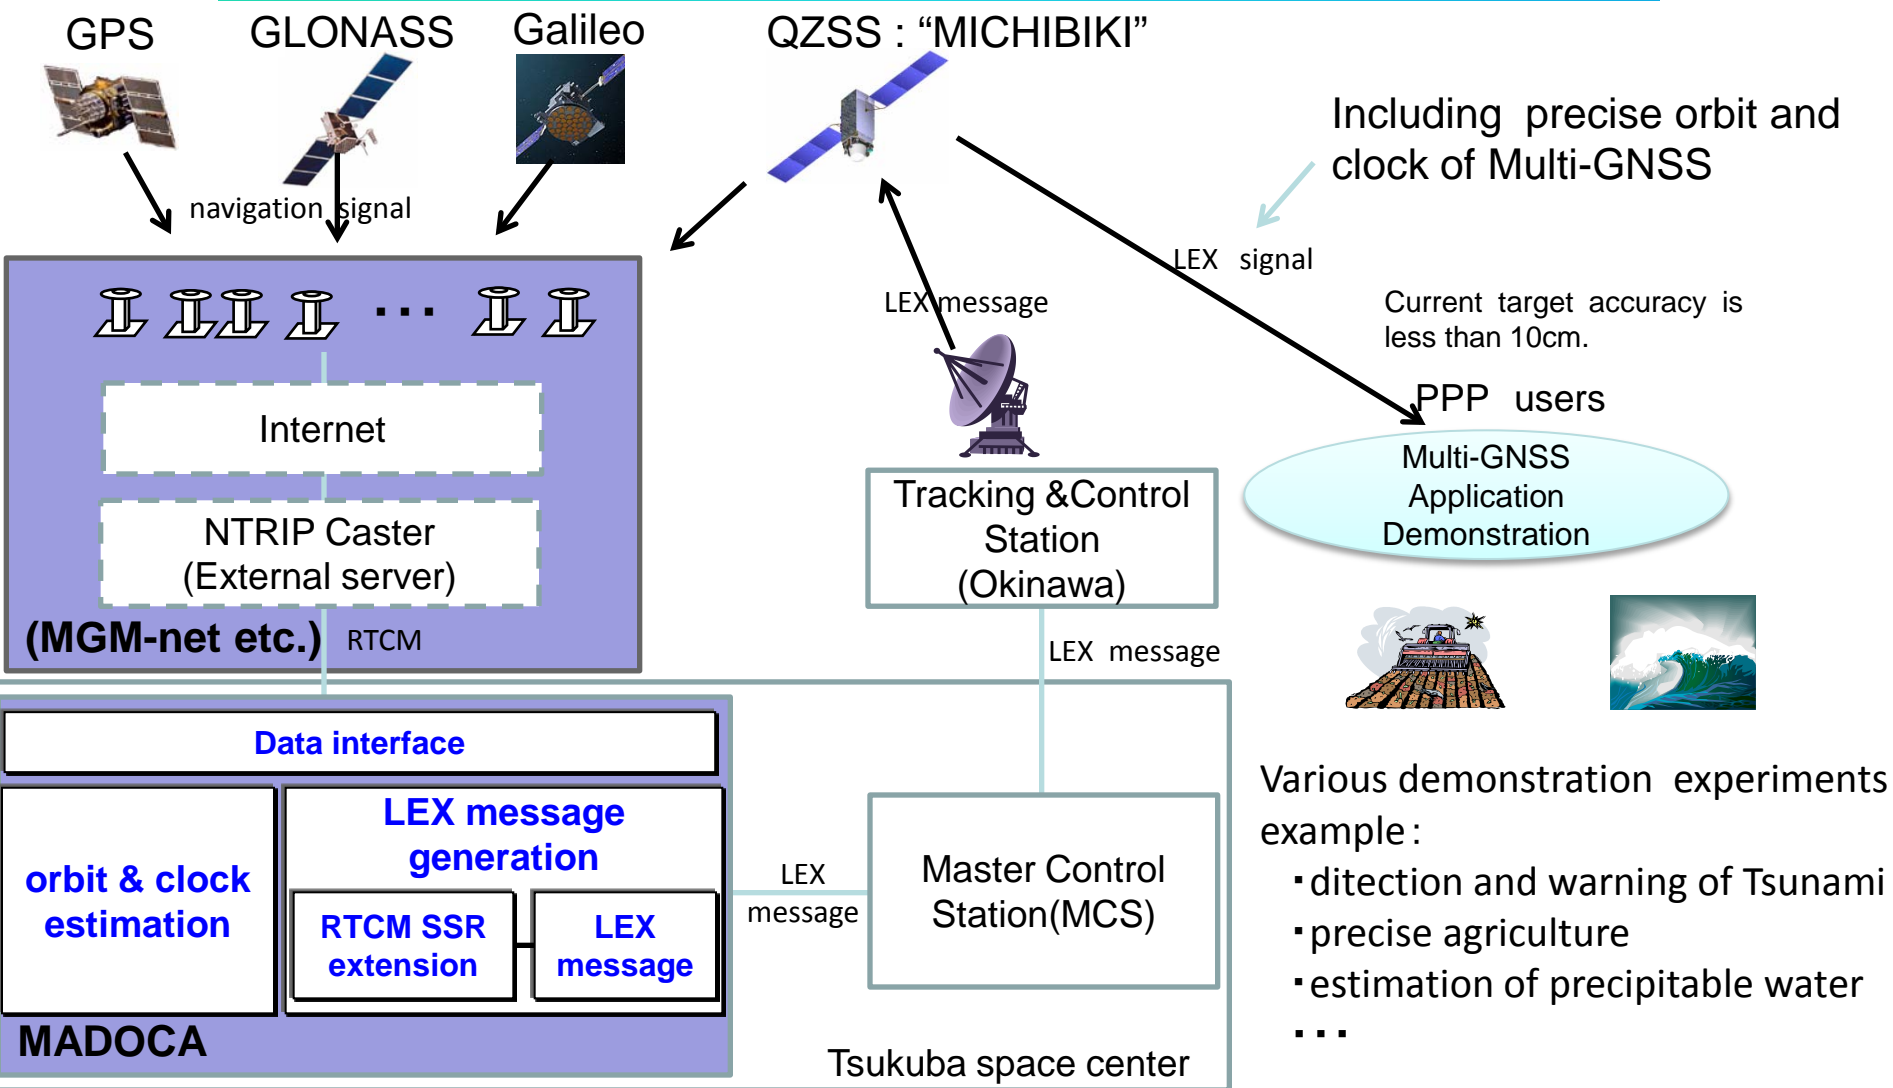 GPS
GLONASS
Galileo
QZSS : “MICHIBIKI”
Including precise orbit and
clock of Multi-GNSS
navigation signal
LEX signal
LEX message
Current target accuracy is
less than 10cm.
PPP users
Multi-GNSS
Application
Demonstration
Internet
NTRIP Caster
(External server)
(MGM-net etc.)
RTCM
Tracking &Control
Station
(Okinawa)
LEX message
Data interface
orbit & clock
estimation
LEX message
generation
RTCM SSR
extension
LEX
message
MADOCA
LEX
message
Master Control
Station(MCS)
Tsukuba space center
Various demonstration experiments
example：
・ditection and warning of Tsunami
・precise agriculture
・estimation of precipitable water
・・・